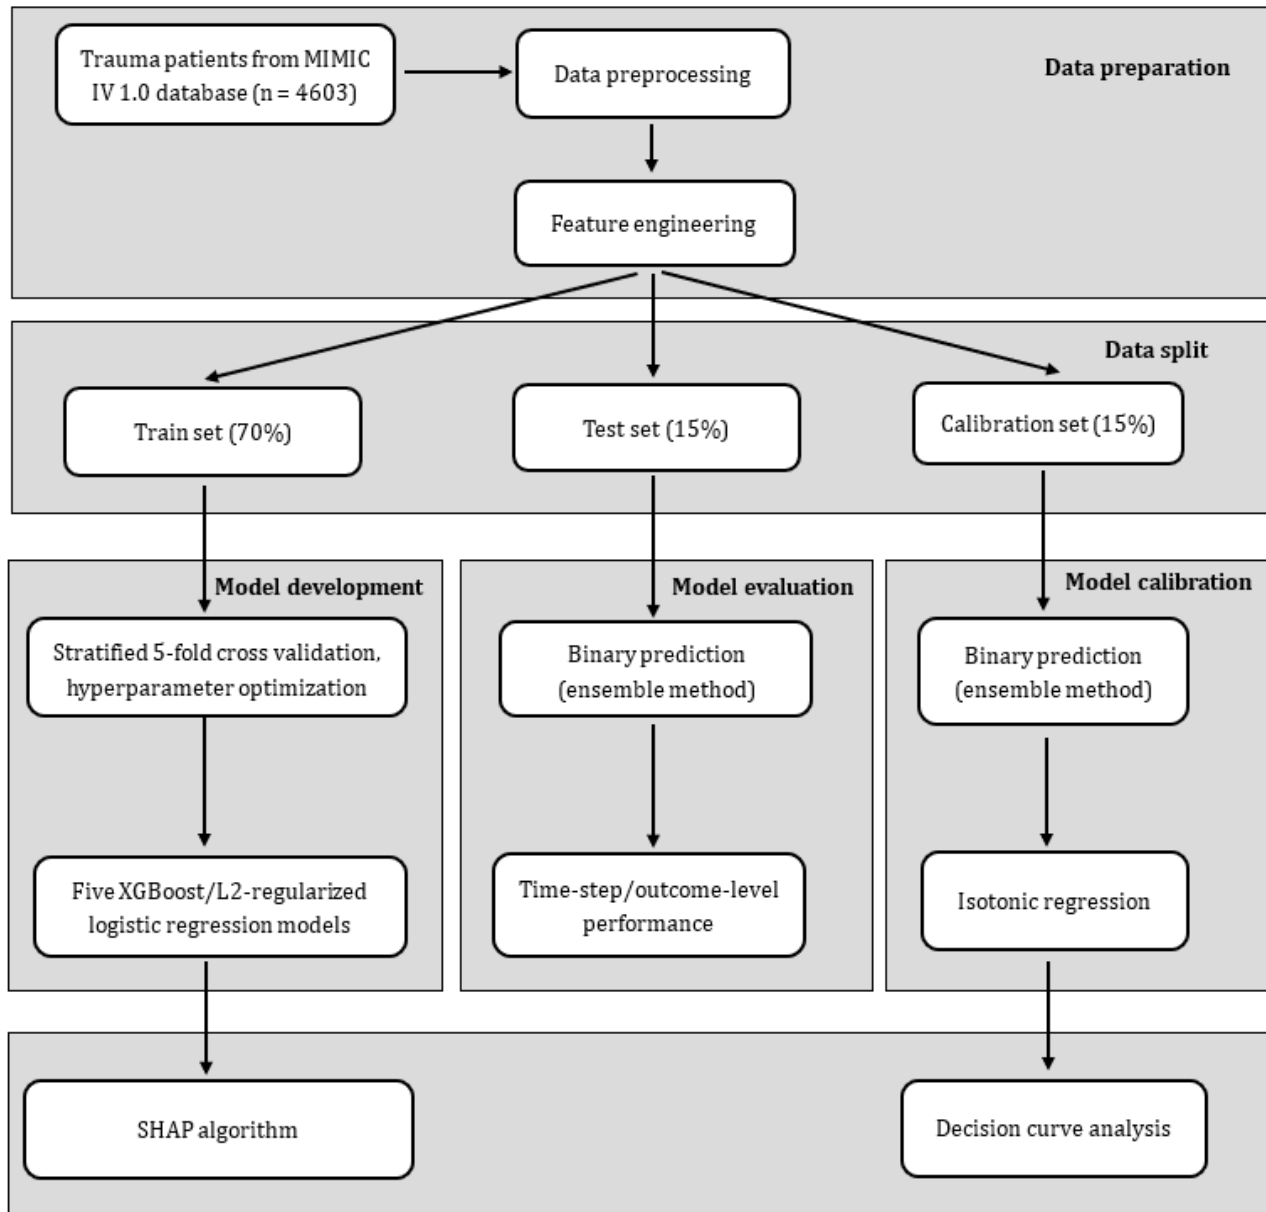 Trauma patients from MIMIC
IV 1.0 database (n = 4603)
Data preprocessing
Data preparation
Feature engineering
Data split
Train set (70%)
Test set (15%)
Calibration set (15%)
Model development
Stratified 5-fold cross validation,
hyperparameter optimization
Five XGBoost/L2-regularized
logistic regression models
Model evaluation
Binary prediction
(ensemble method)
Time-step/outcome-level
performance
Model calibration
Binary prediction
(ensemble method)
Isotonic regression
SHAP algorithm
Decision curve analysis